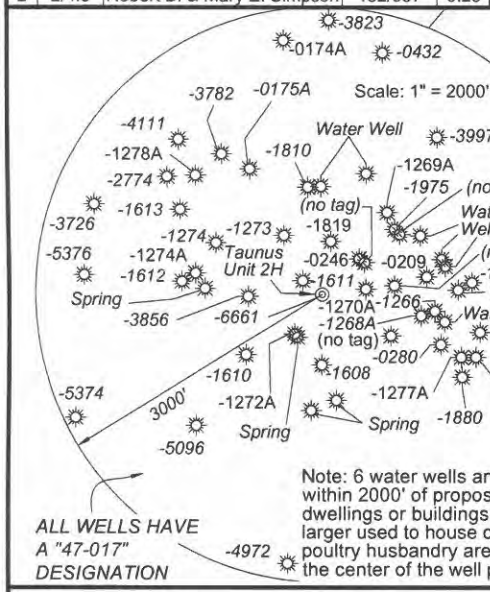 -3823
-0174A
-0432
Scale: 1" = 2000'
-3782
-0175A
-4111
Water Well
-3997
-1278A
-1810
-1269A
-2774
(no tag)
-1975
-3726
-1613
-1273
-1819
-5376
-1274
Taunus
Unit 2H
-0246
-0209
-1274A
-1612
-1611
Spring
-1270A
-1266
-3856
-6661
-1268A
(no tag)
-0280
-1610
-1608
-1277A
3000'
-1272A
-5374
Spring
Spring
-1880
-5096
Note: 6 water wells
within 2000' of
dwellings or buildings
larger used to house
poultry husbandry are
the center of the well
ALL WELLS HAVE
A "47-017"
DESIGNATION
-4972